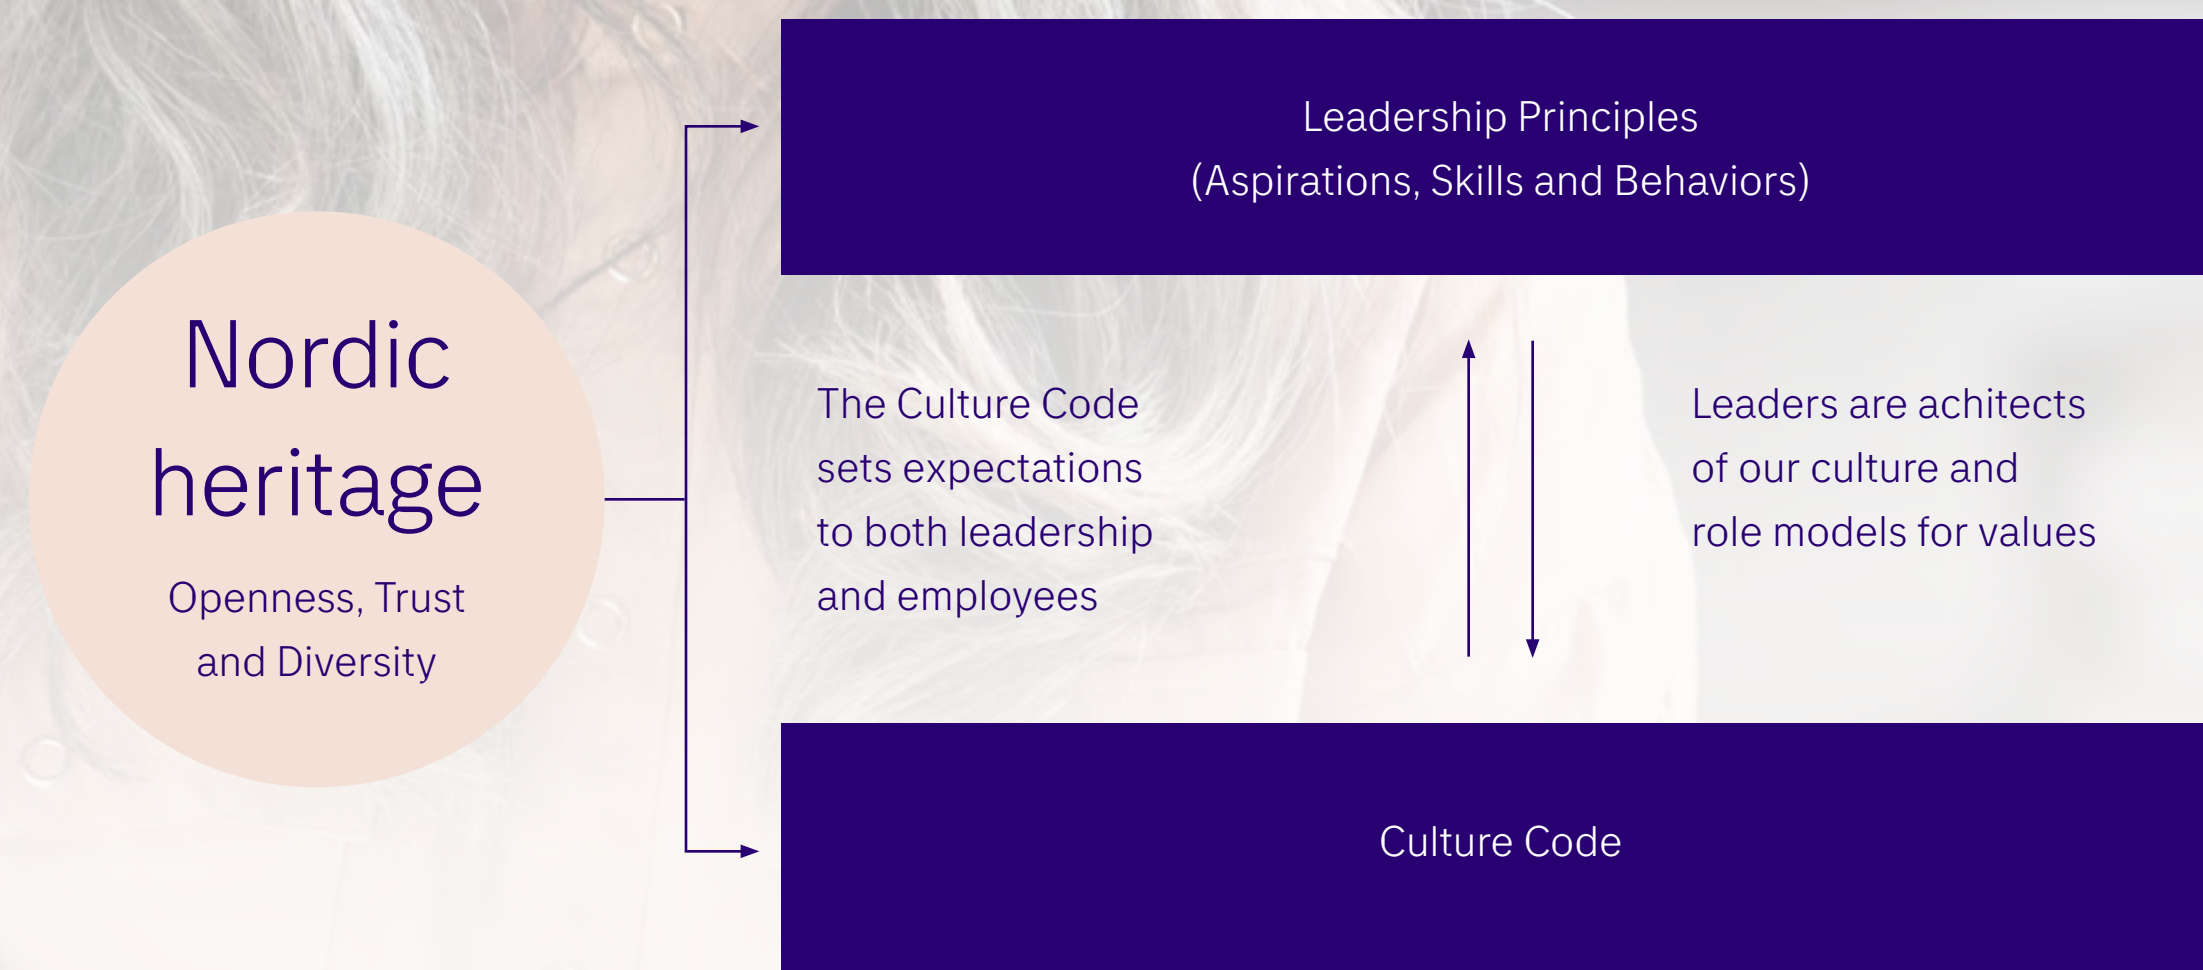 Nordic
heritage
Openness, Trust
and Diversity
Leadership Principles
(Aspirations, Skills and Behaviors)
The Culture Code
sets expectations
to both leadership
and employees
Leaders are achitects
of our culture and
role models for values
Culture Code